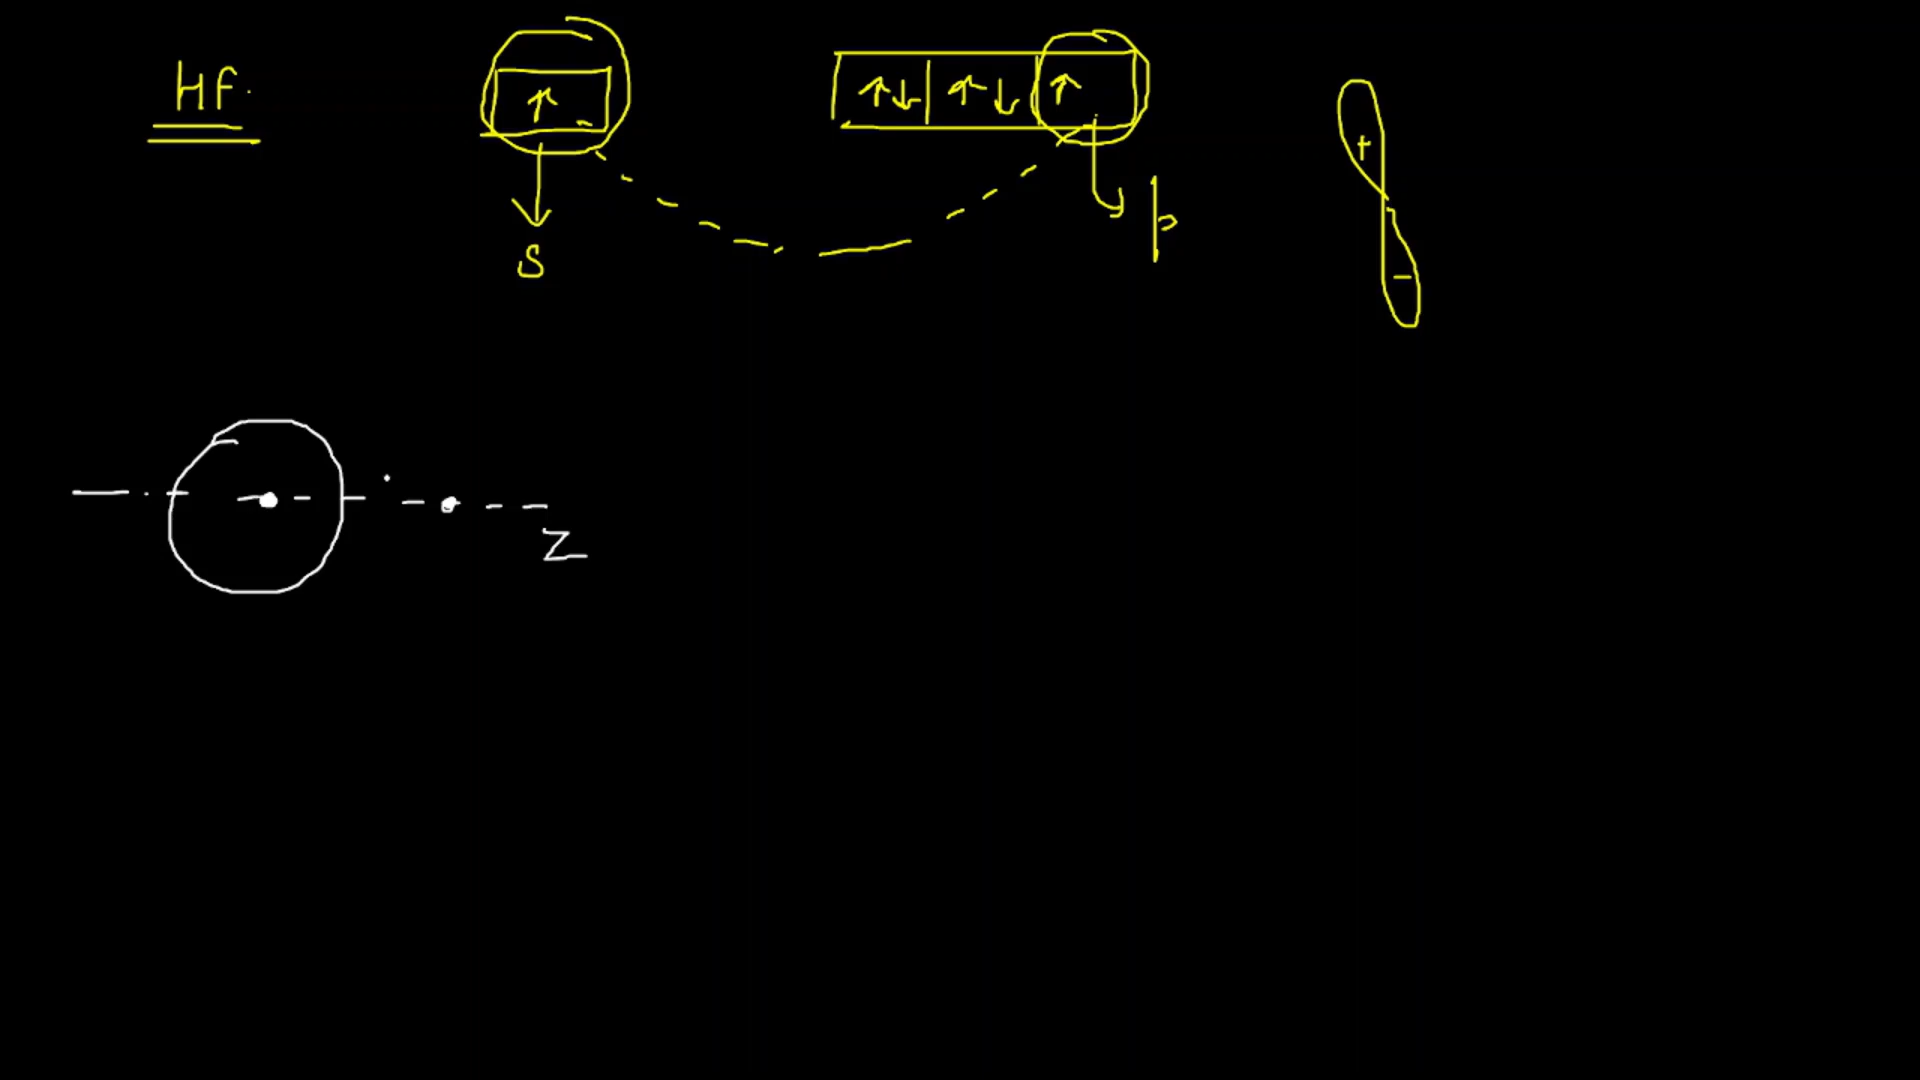 HF
↑ ↑↓ ↑↓ ↑
+
s p
-
Z